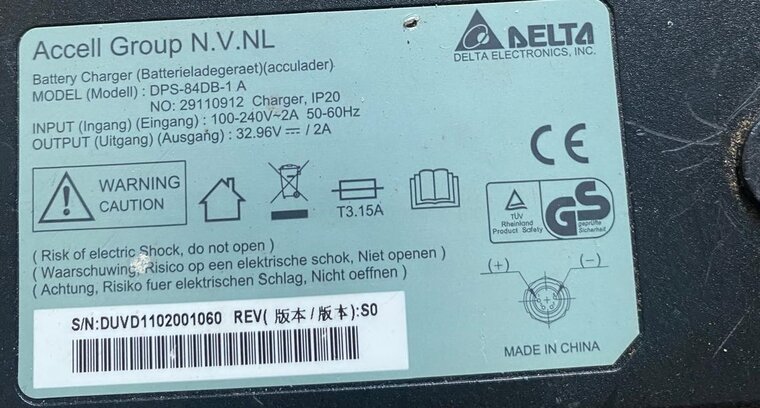 Accell Group N.V.NL
DELTA
DELTA ELECTRONICS, INC.
Battery Charger (Batterieladegeraet)(acculader)
MODEL (Modell) : DPS-84DB-1 A
NO: 29110912 Charger, IP20
INPUT (Ingang) (Eingang) : 100-240V~2A 50-60Hz
OUTPUT (Uitgang) (Ausgang) : 32.96V ⎓ / 2A
CE
WARNING
CAUTION
T3.15A
TÜV
Rheinland
Product Safety
GS
geprüfte
Sicherheit
( Risk of electric Shock, do not open )
( Waarschuwing, Risico op een elektrische schok, Niet openen )
( Achtung, Risiko fuer elektrischen Schlag, Nicht oeffnen )
(+)
(-)
S/N:DUVD1102001060 REV( 版本 / 版本 ):S0
MADE IN CHINA